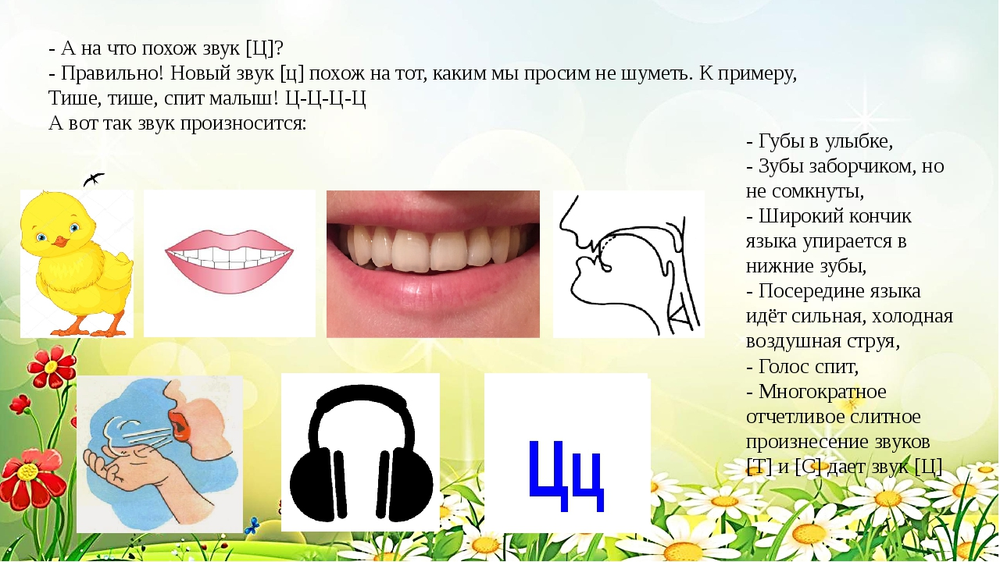 - А на что похож звук [Ц]?
- Правильно! Новый звук [ц] похож на тот, каким мы просим не шуметь. К примеру,
Тише, тише, спит малыш! Ц-Ц-Ц-Ц
А вот так звук произносится:
- Губы в улыбке,
- Зубы заборчиком, но
не сомкнуты,
- Широкий кончик
языка упирается в
нижние зубы,
- Посередине языка
идёт сильная, холодная
воздушная струя,
- Голос спит,
- Многократное
отчетливое слитное
произнесение звуков
[Т] и [С] дает звук [Ц]
Цц